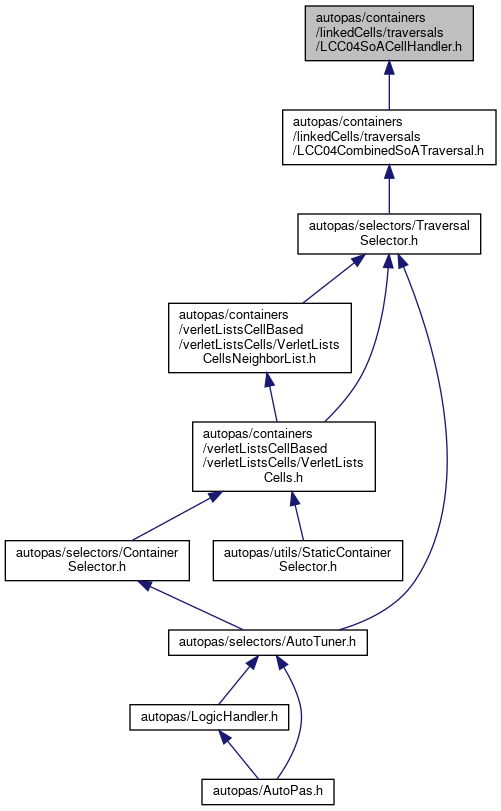 autopas/containers
/linkedCells/traversals
/LCC04SoACellHandler.h
autopas/containers
/linkedCells/traversals
/LCC04CombinedSoATraversal.h
autopas/selectors/Traversal
Selector.h
autopas/containers
/verletListsCellBased
/verletListsCells/VerletLists
CellsNeighborList.h
autopas/containers
/verletListsCellBased
/verletListsCells/VerletLists
Cells.h
autopas/selectors/Container
Selector.h
autopas/utils/StaticContainer
Selector.h
autopas/selectors/AutoTuner.h
autopas/LogicHandler.h
autopas/AutoPas.h